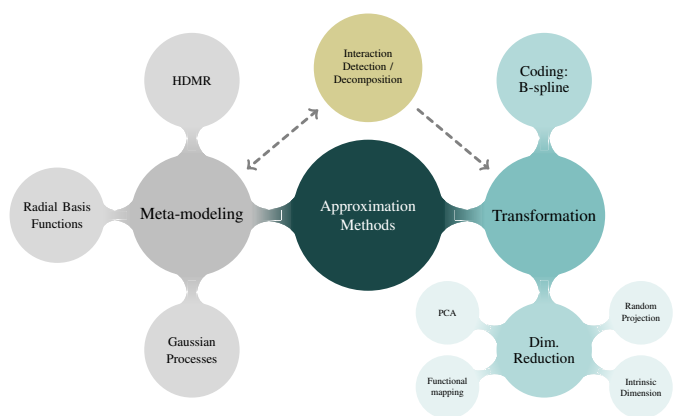 Interaction
Detection /
Decomposition
HDMR
Coding:
B-spline
Radial Basis
Functions
Meta-modeling
Approximation
Methods
Transformation
Gaussian
Processes
PCA
Random
Projection
Dim.
Reduction
Functional
mapping
Intrinsic
Dimension